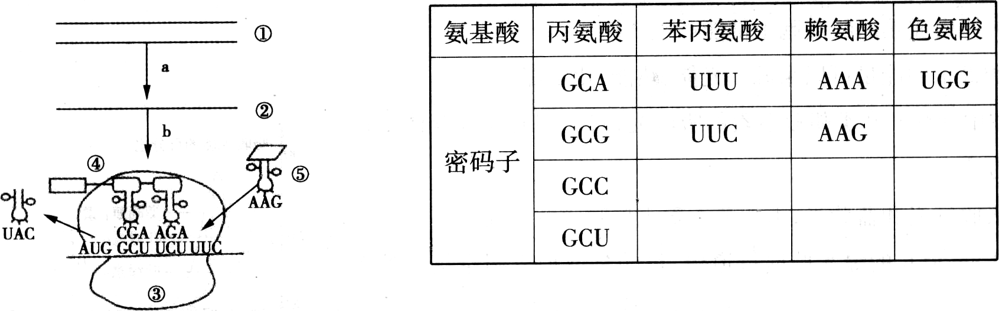 ①
a
②
b
④
⑤
AAG
UAC
CGA AGA
AUG GCU UCU UUC
③
氨基酸 丙氨酸 苯丙氨酸 赖氨酸 色氨酸
密码子
GCA UUU AAA UGG
GCG UUC AAG
GCC
GCU